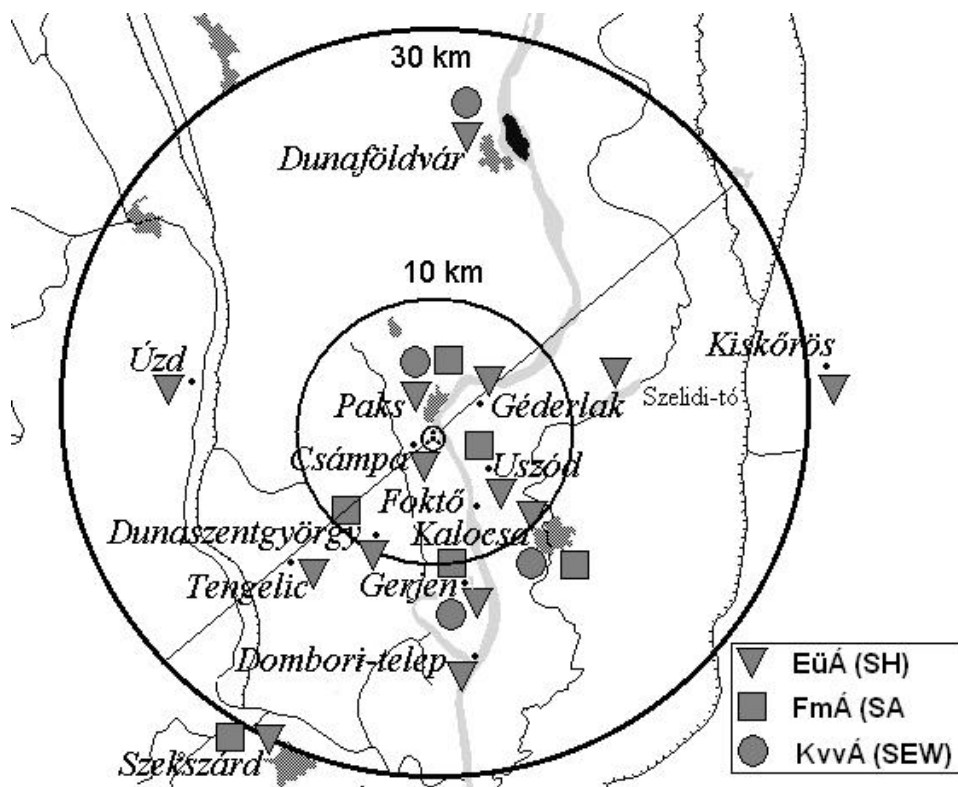 30 km
Dunaföldvár
10 km
Úzd
Kiskőrös
Szelidi-tó
Paks
Géderlak
Csámpa
Uszód
Foktő
Dunaszentgyörgy
Kalocsa
Tengelic
Gerjen
Dombori-telep
Szekszárd
EüÁ (SH)
FmÁ (SA
KvvÁ (SEW)